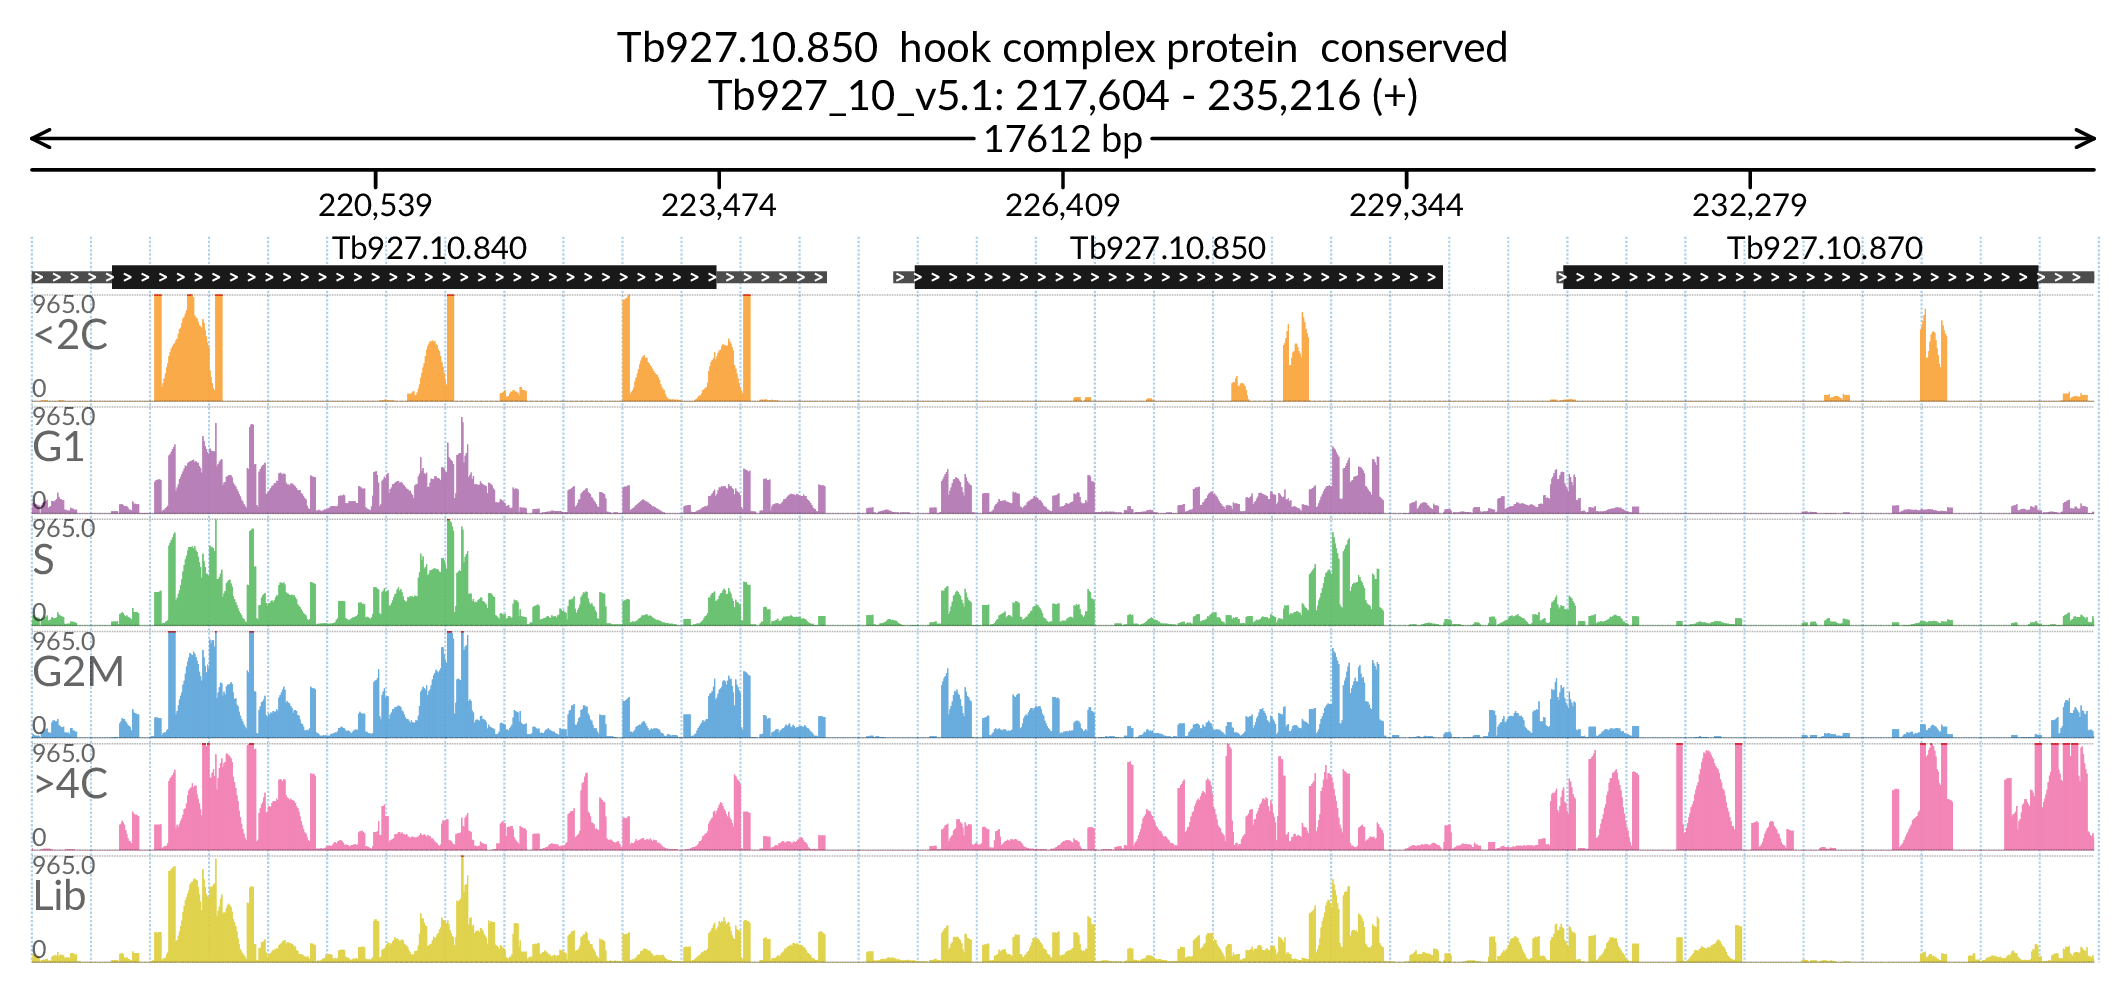 Tb927.10.850 hook complex protein conserved
Tb927_10_v5.1: 217,604 - 235,216 (+)
17612 bp
220,539 223,474 226,409 229,344 232,279
Tb927.10.840 Tb927.10.850 Tb927.10.870
965.0
<2C
0
965.0
G1
0
965.0
S
0
965.0
G2M
0
965.0
>4C
0
965.0
Lib
0